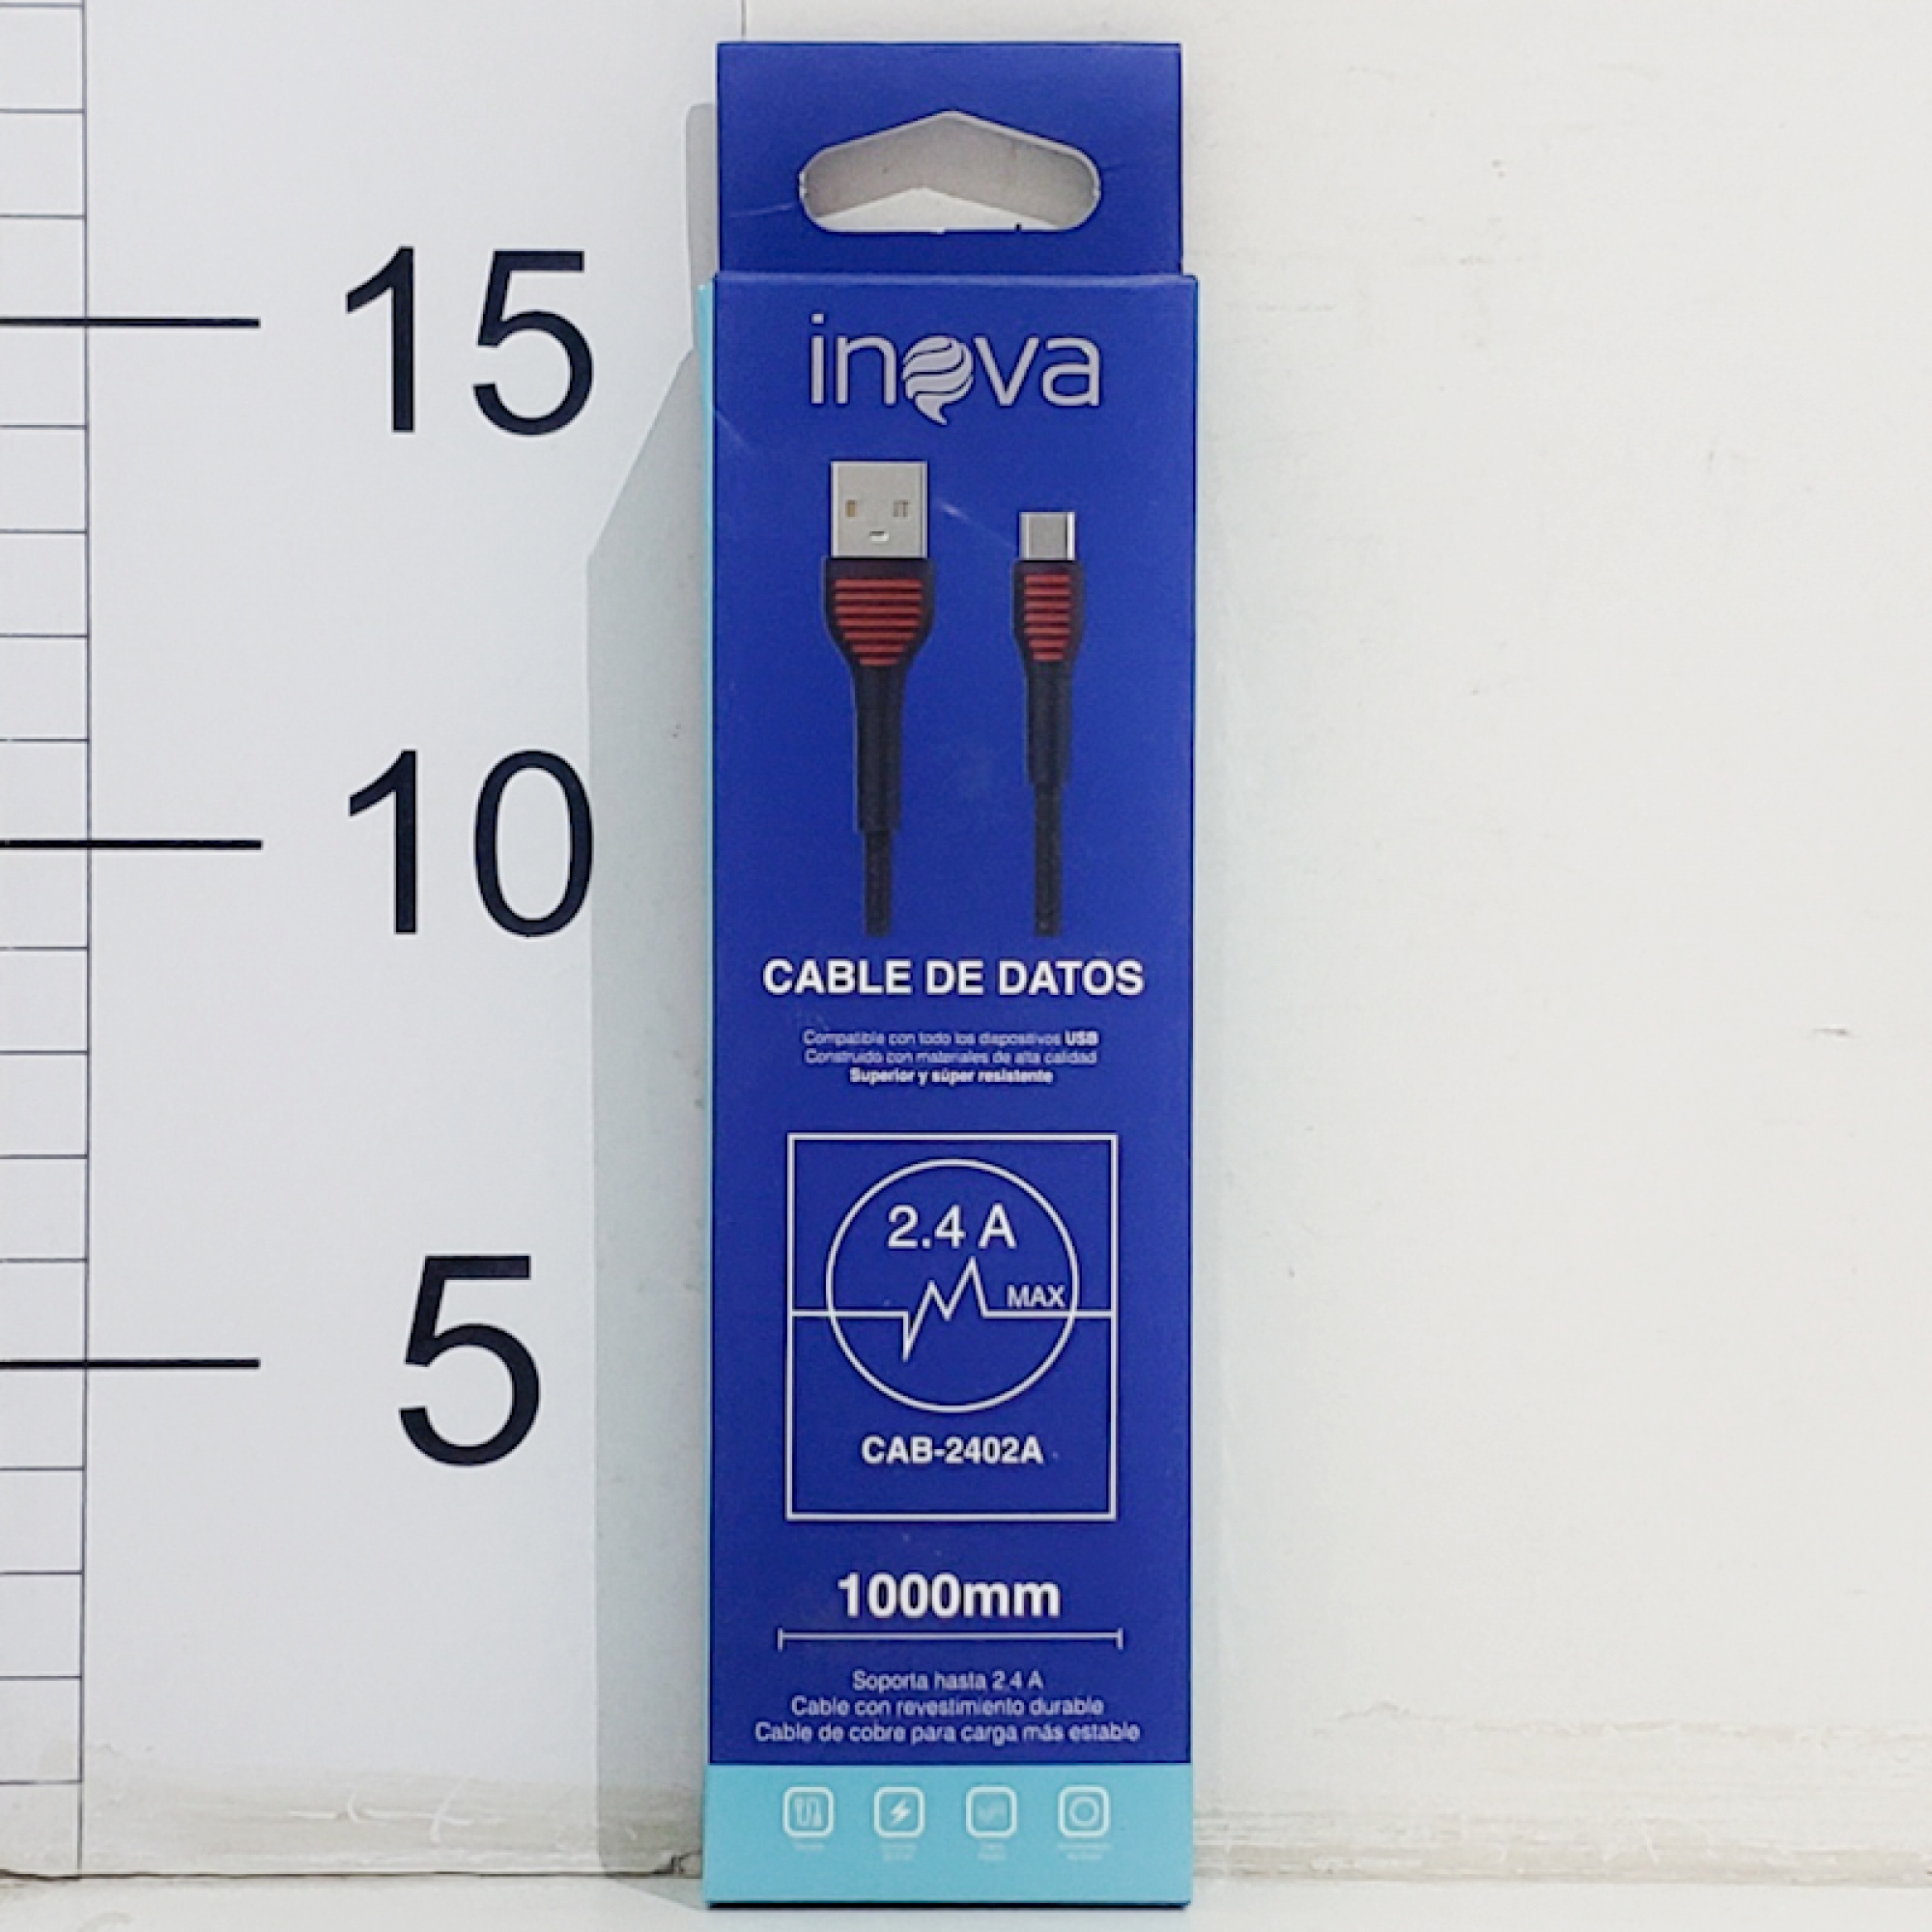 15
10
5
inova
CABLE DE DATOS
Compatible con todo los dispositivos USB
Construido con materiales de alta calidad
Superior y súper resistente
2.4 A
MAX
CAB-2402A
1000mm
Soporta hasta 2.4 A
Cable con revestimiento durable
Cable de cobre para carga más estable